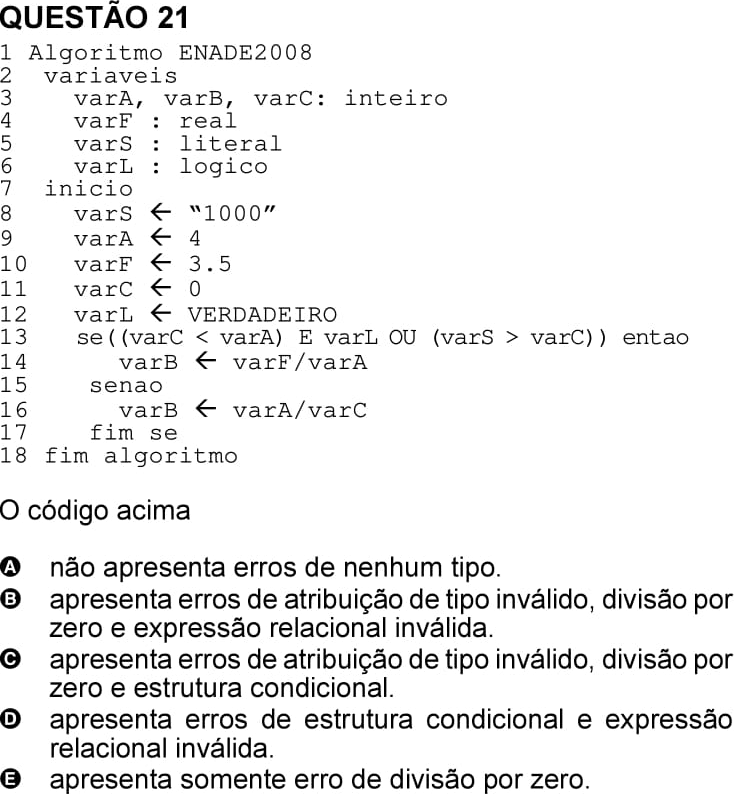 QUESTÃO 21
1 Algoritmo ENADE2008
2 variaveis
3 varA, varB, varC: inteiro
4 varF : real
5 varS : literal
6 varL : logico
7 inicio
8 varS ← “1000”
9 varA ← 4
10 varF ← 3.5
11 varC ← 0
12 varL ← VERDADEIRO
13 se((varC < varA) E varL OU (varS > varC)) entao
14 varB ← varF/varA
15 senao
16 varB ← varA/varC
17 fim se
18 fim algoritmo
O código acima
A não apresenta erros de nenhum tipo.
B apresenta erros de atribuição de tipo inválido, divisão por
zero e expressão relacional inválida.
C apresenta erros de atribuição de tipo inválido, divisão por
zero e estrutura condicional.
D apresenta erros de estrutura condicional e expressão
relacional inválida.
E apresenta somente erro de divisão por zero.